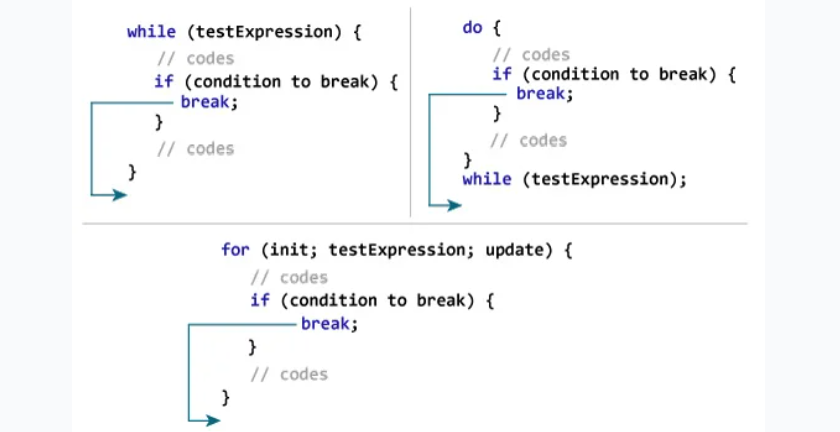 while (testExpression) {
// codes
if (condition to break) {
break;
}
// codes
}
do {
// codes
if (condition to break) {
break;
}
// codes
}
while (testExpression);
for (init; testExpression; update) {
// codes
if (condition to break) {
break;
}
// codes
}